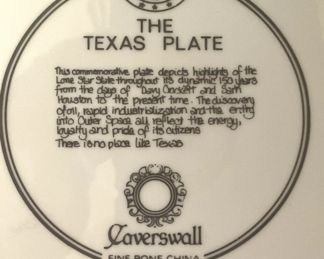 THE
TEXAS PLATE
This commemorative plate depicts highlights of the
Lone Star State throughout its dynamic 150 years
from the days of Davy Crockett and Sam
Houston to the present time. The discovery
of oil, rapid industrialization and the entry
into Outer Space all reflect the energy,
loyalty and pride of its citizens
There is no place like Texas
Caverswall
FINE BONE CHINA